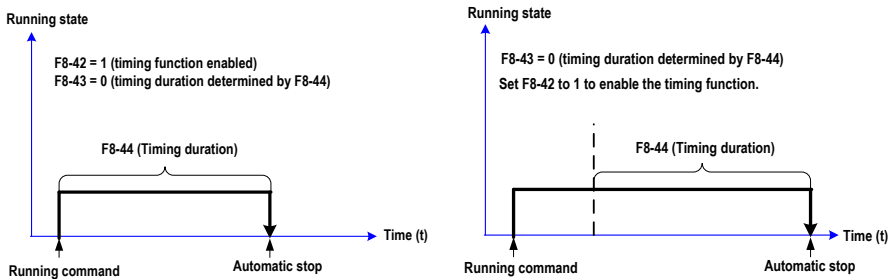 Running state
F8-42 = 1 (timing function enabled)
F8-43 = 0 (timing duration determined by F8-44)
F8-44 (Timing duration)
Time (t)
Running command
Automatic stop
Running state
F8-43 = 0 (timing duration determined by F8-44)
Set F8-42 to 1 to enable the timing function.
F8-44 (Timing duration)
Time (t)
Running command
Automatic stop